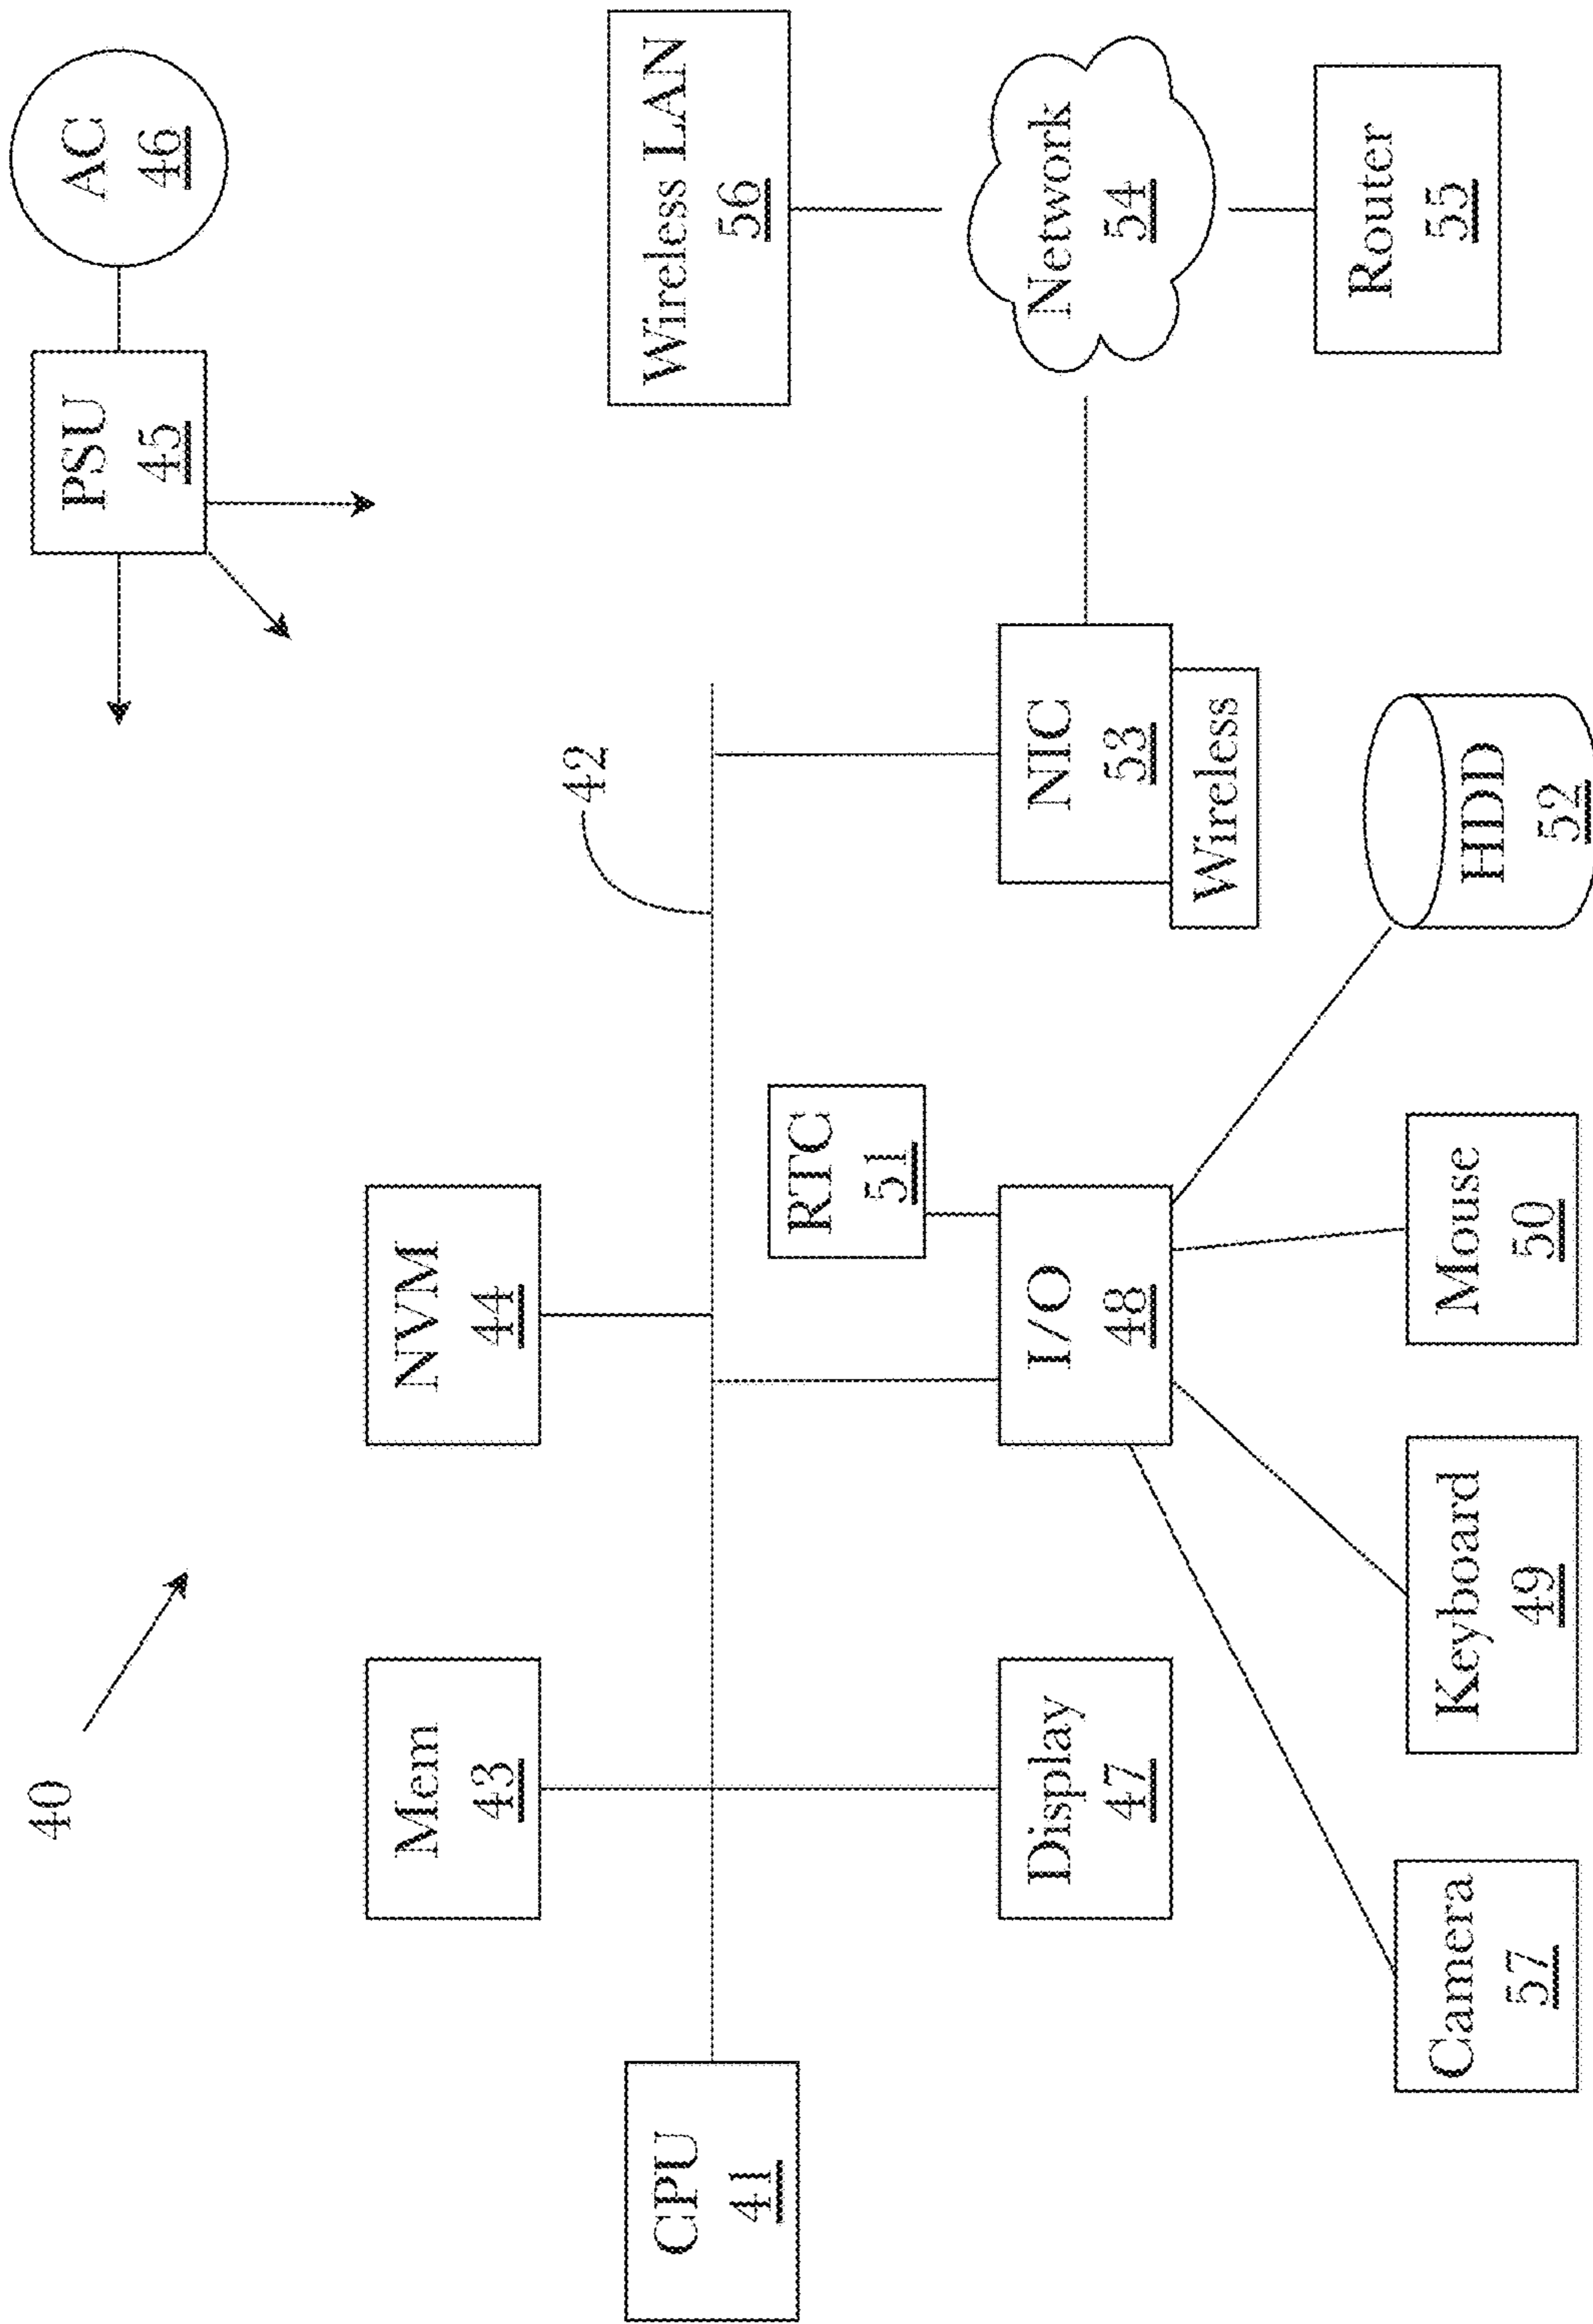 40
PSU
45
AC
46
Mem
43
NVM
44
42
CPU
41
Wireless LAN
56
RTC
51
Display
47
I/O
48
NIC
53
Wireless
Network
54
Camera
57
Keyboard
49
Mouse
50
HDD
52
Router
55